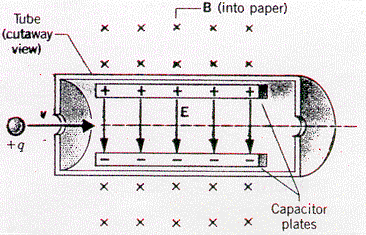 B (into paper)
Tube
(cutaway
view)
× × × × ×
× × × × ×
+ + + + +
E
v
+q
− − − − −
× × × × ×
× × × × ×
Capacitor
plates